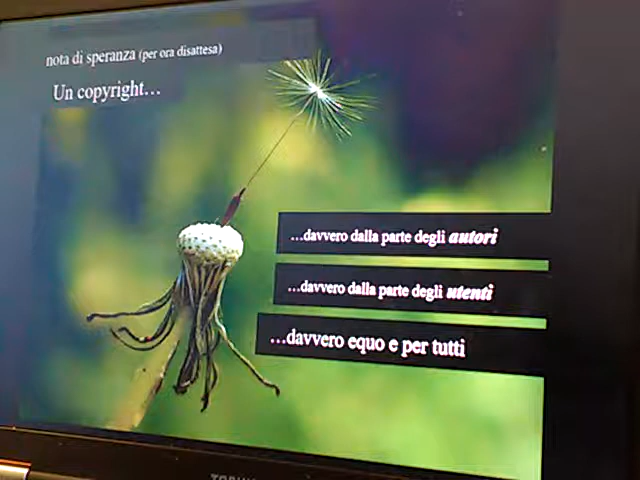 nota di speranza (per ora disattesa)
Un copyright...
...davvero dalla parte degli autori
...davvero dalla parte degli utenti
...davvero equo e per tutti